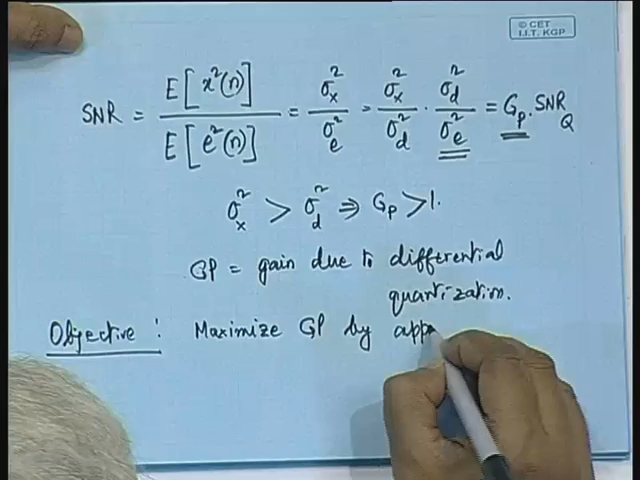 © CET
I.I.T. KGP
SNR = E[x²(n)] / E[e²(n)] = σx² / σe² = σx² / σd² · σd² / σe² = Gp · SNR_Q
σx² > σd² ⇒ Gp > 1.
GP = gain due to differential
quantization.
Objective : Maximize GP by app